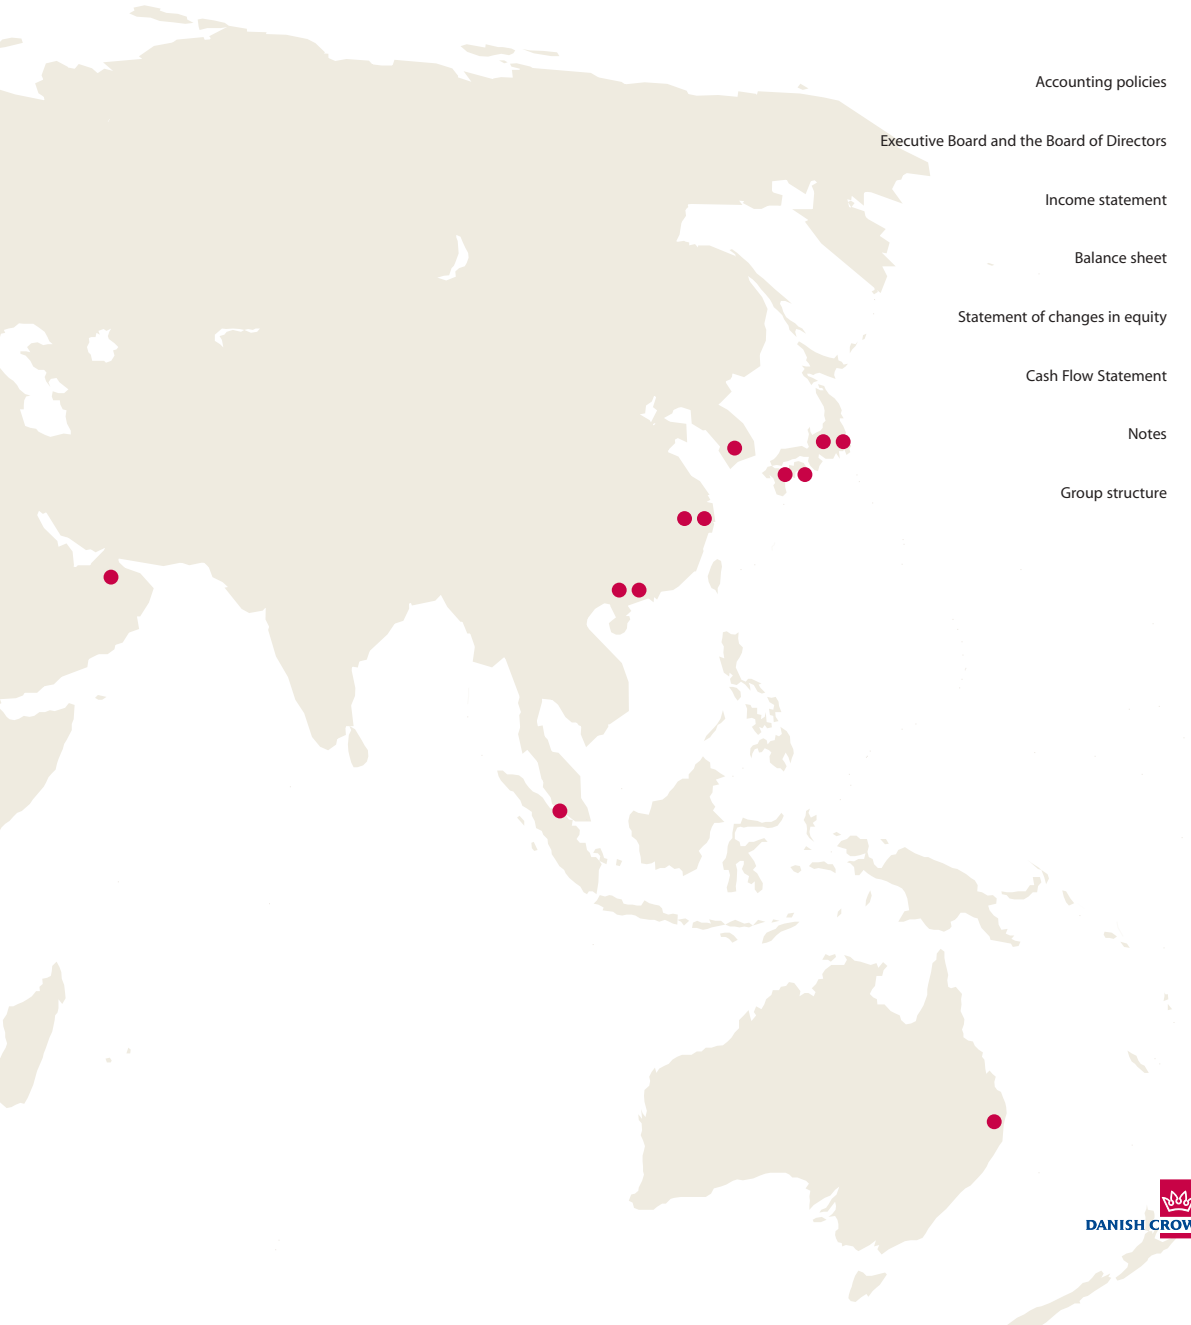 Accounting policies
Executive Board and the Board of Directors
Income statement
Balance sheet
Statement of changes in equity
Cash Flow Statement
Notes
Group structure
DANISH CROW